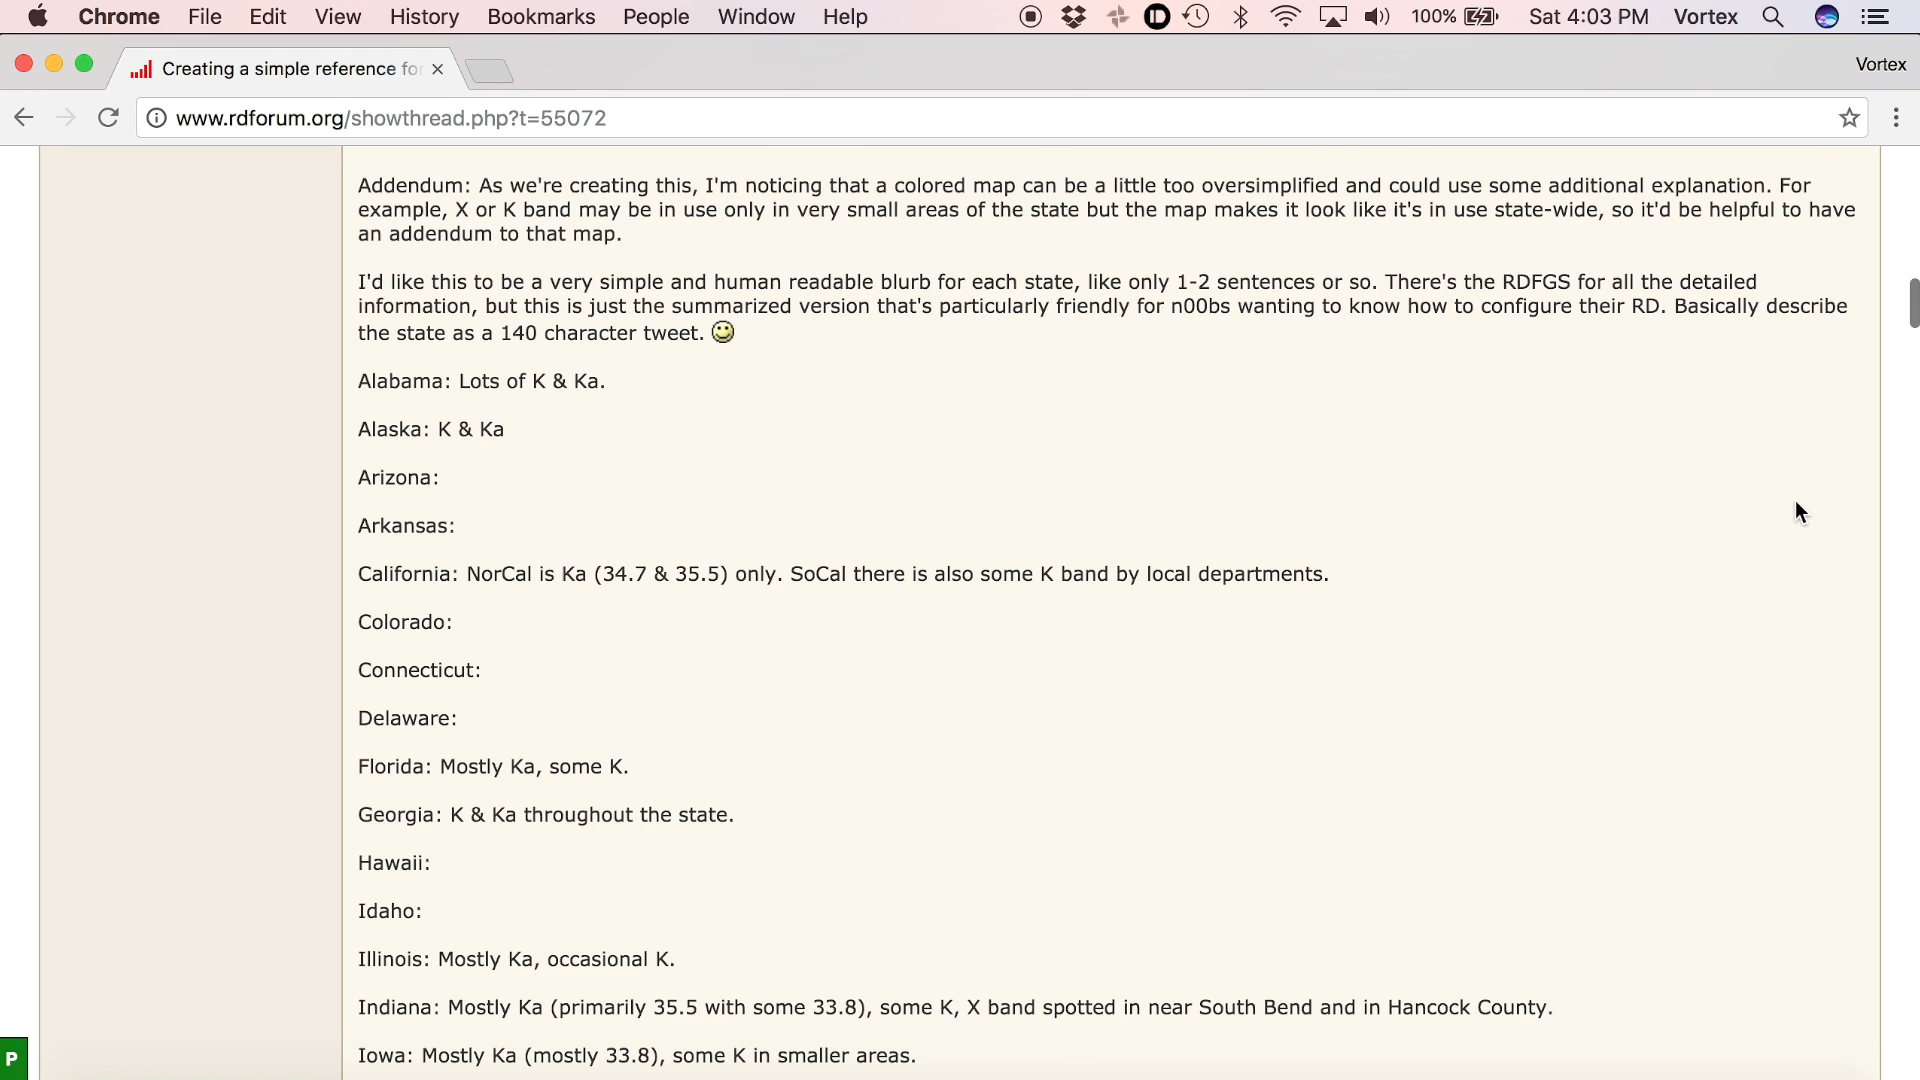 Chrome File Edit View History Bookmarks People Window Help 100% Sat 4:03 PM Vortex
Creating a simple reference for Vortex
www.rdforum.org/showthread.php?t=55072
Addendum: As we're creating this, I'm noticing that a colored map can be a little too oversimplified and could use some additional explanation. For
example, X or K band may be in use only in very small areas of the state but the map makes it look like it's in use state-wide, so it'd be helpful to have
an addendum to that map.
I'd like this to be a very simple and human readable blurb for each state, like only 1-2 sentences or so. There's the RDFGS for all the detailed
information, but this is just the summarized version that's particularly friendly for n00bs wanting to know how to configure their RD. Basically describe
the state as a 140 character tweet.
Alabama: Lots of K & Ka.
Alaska: K & Ka
Arizona:
Arkansas:
California: NorCal is Ka (34.7 & 35.5) only. SoCal there is also some K band by local departments.
Colorado:
Connecticut:
Delaware:
Florida: Mostly Ka, some K.
Georgia: K & Ka throughout the state.
Hawaii:
Idaho:
Illinois: Mostly Ka, occasional K.
Indiana: Mostly Ka (primarily 35.5 with some 33.8), some K, X band spotted in near South Bend and in Hancock County.
Iowa: Mostly Ka (mostly 33.8), some K in smaller areas.
P